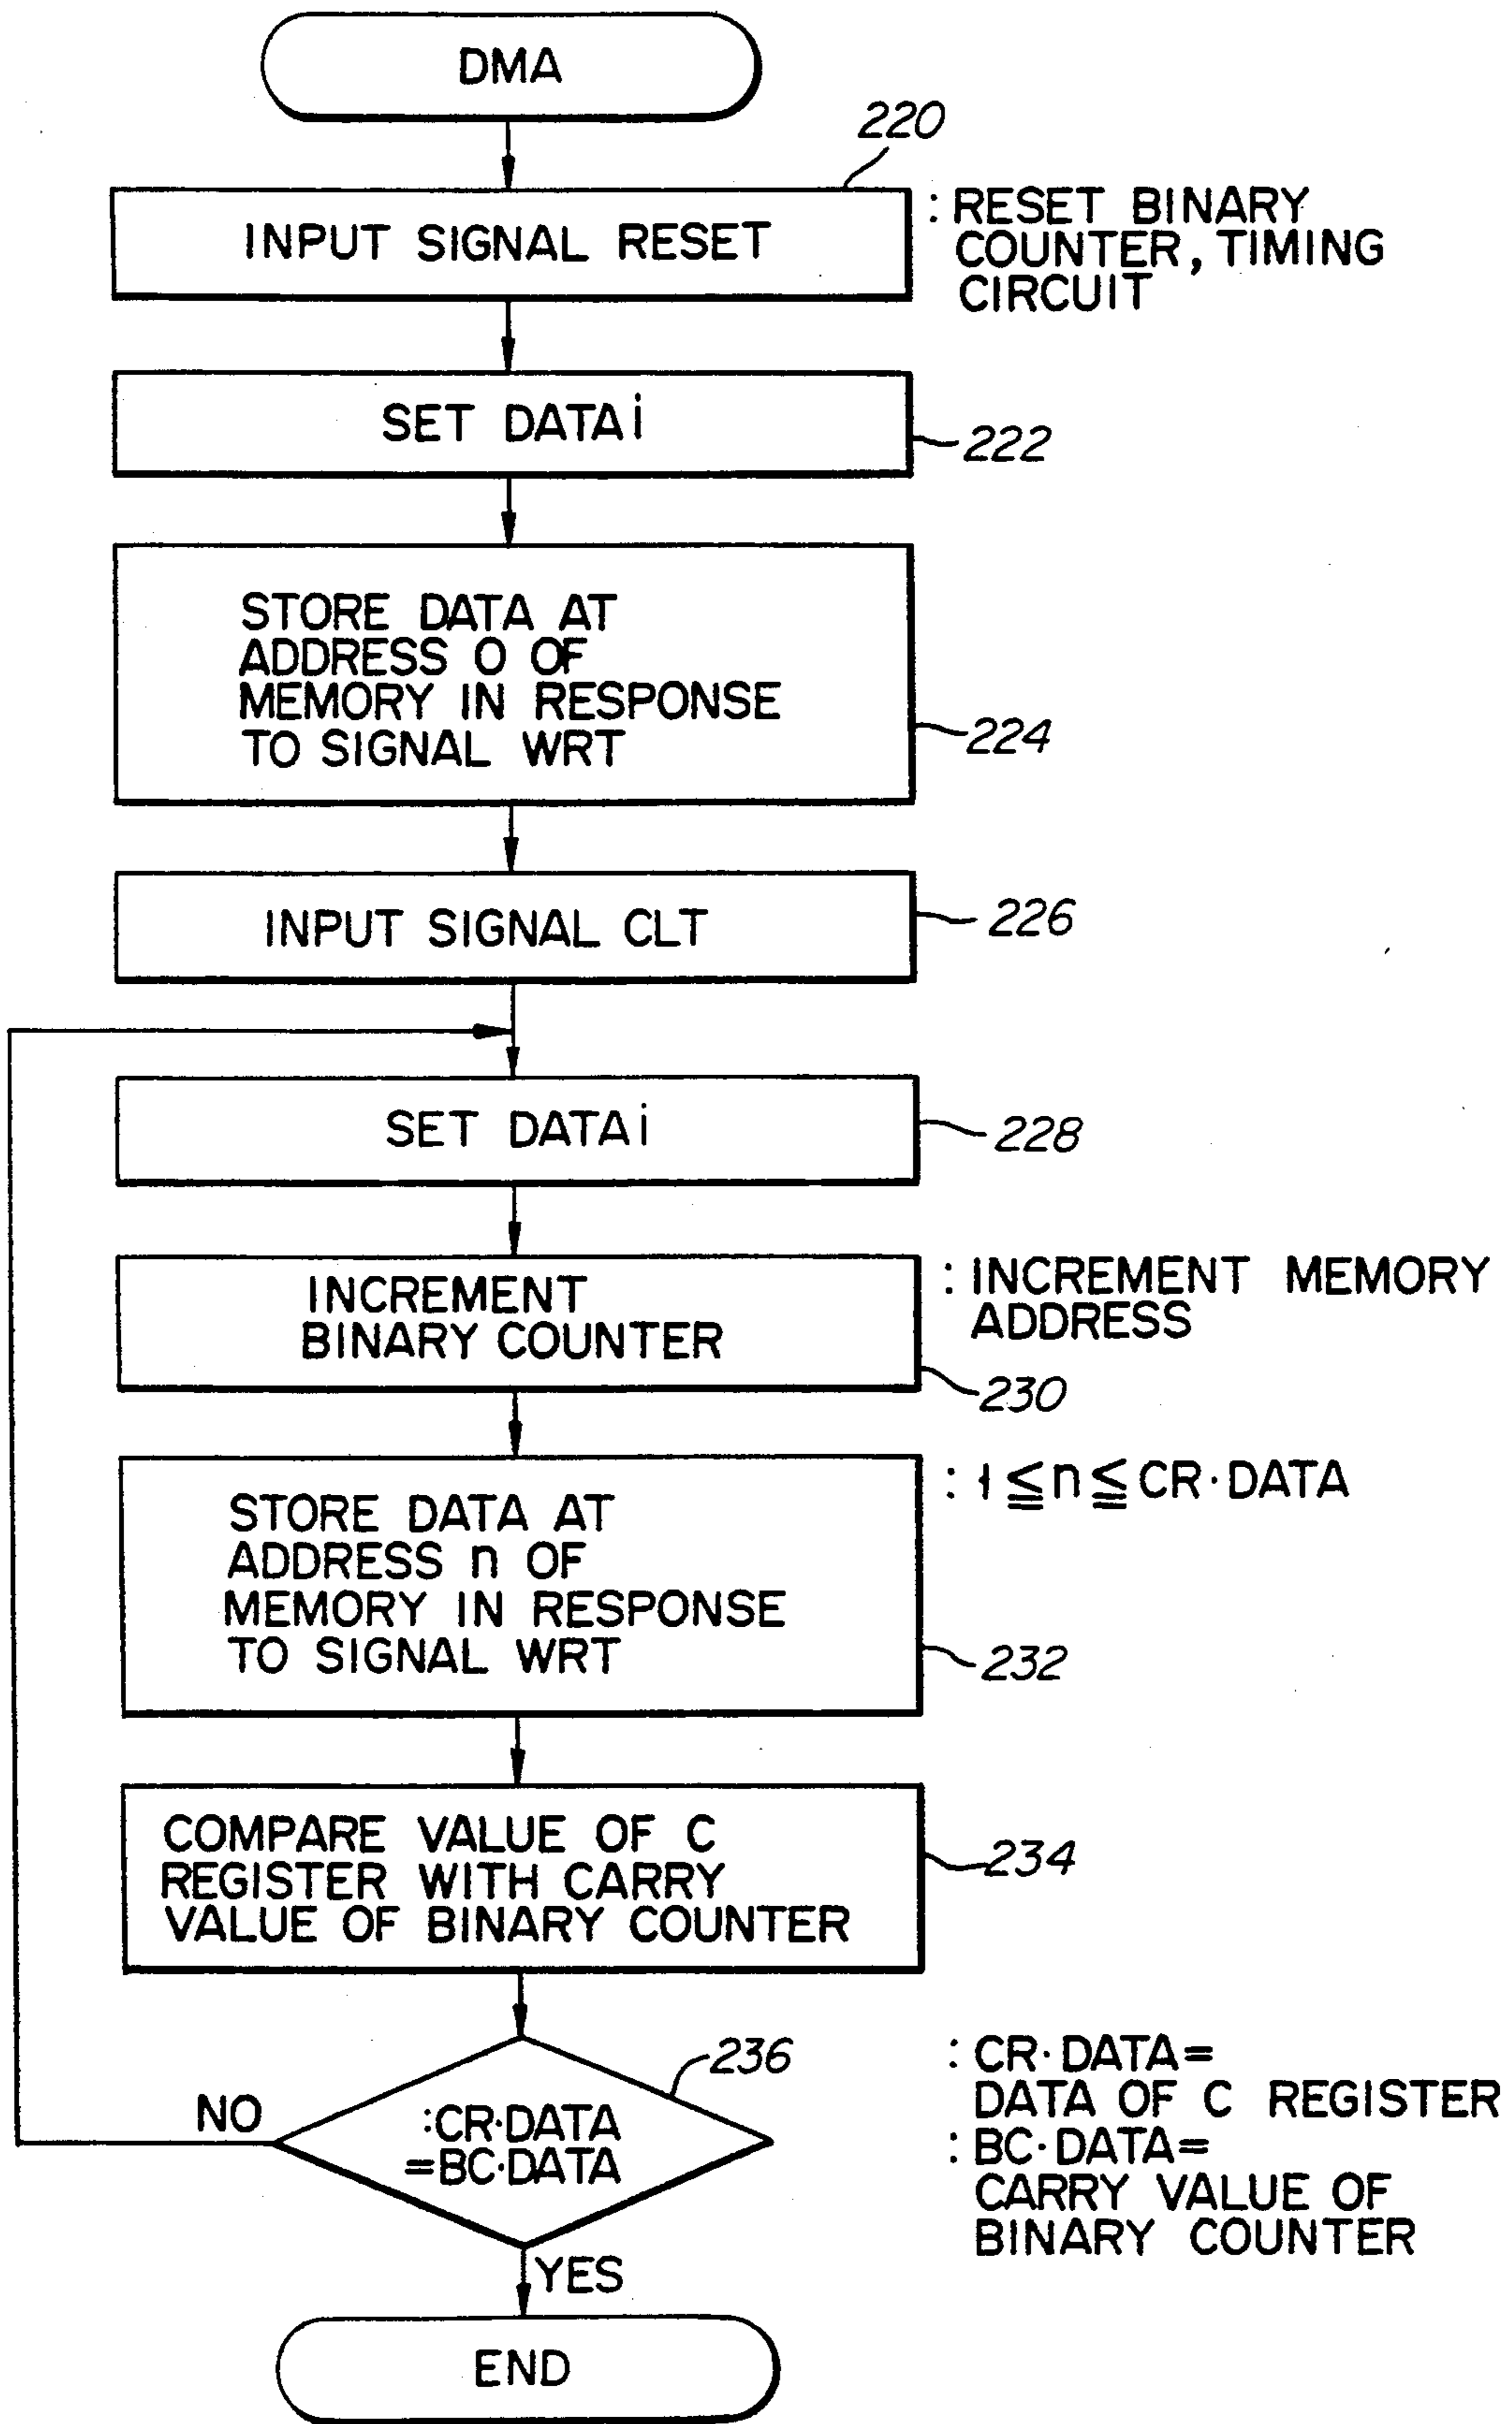 DMA
220
INPUT SIGNAL RESET
: RESET BINARY
COUNTER, TIMING
CIRCUIT
SET DATA i
222
STORE DATA AT
ADDRESS 0 OF
MEMORY IN RESPONSE
TO SIGNAL WRT
224
INPUT SIGNAL CLT
226
SET DATA i
228
INCREMENT
BINARY COUNTER
: INCREMENT MEMORY
ADDRESS
230
: 1 ≦ n ≦ CR·DATA
STORE DATA AT
ADDRESS n OF
MEMORY IN RESPONSE
TO SIGNAL WRT
232
COMPARE VALUE OF C
REGISTER WITH CARRY
VALUE OF BINARY COUNTER
234
236
NO
:CR·DATA
=BC·DATA
: CR·DATA=
DATA OF C REGISTER
: BC·DATA=
CARRY VALUE OF
BINARY COUNTER
YES
END